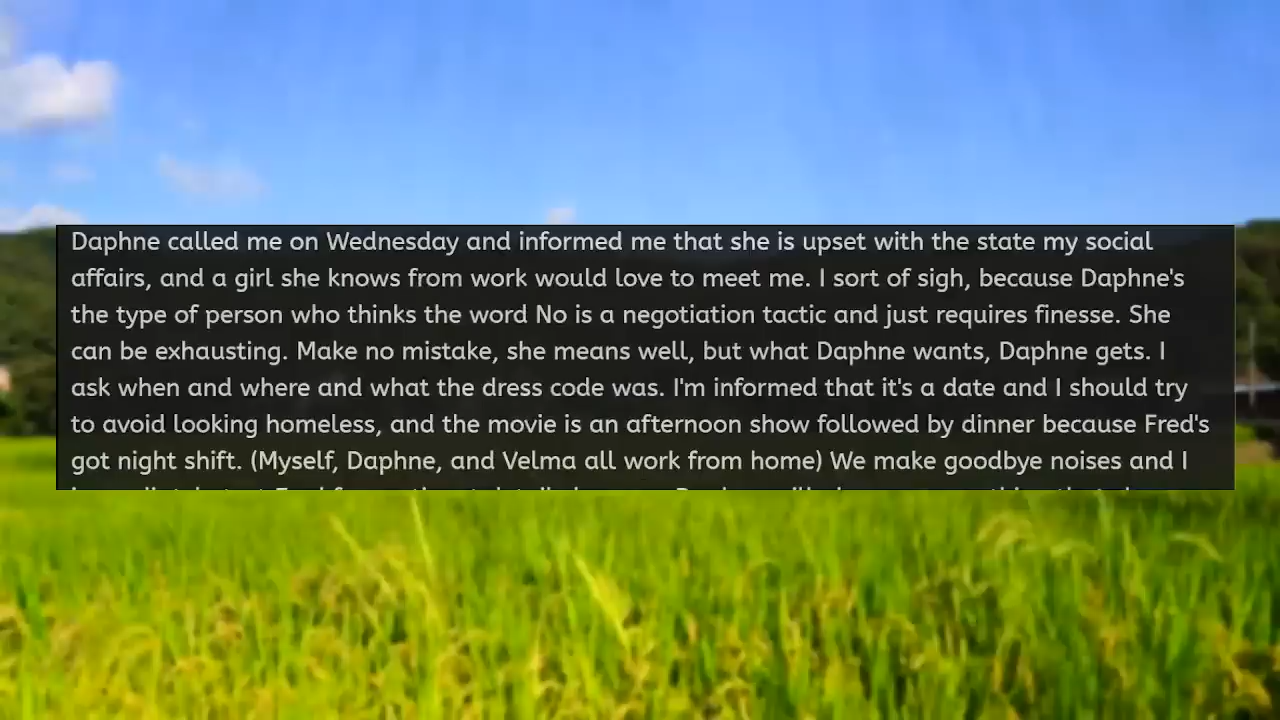 Daphne called me on Wednesday and informed me that she is upset with the state my social
affairs, and a girl she knows from work would love to meet me. I sort of sigh, because Daphne's
the type of person who thinks the word No is a negotiation tactic and just requires finesse. She
can be exhausting. Make no mistake, she means well, but what Daphne wants, Daphne gets. I
ask when and where and what the dress code was. I'm informed that it's a date and I should try
to avoid looking homeless, and the movie is an afternoon show followed by dinner because Fred's
got night shift. (Myself, Daphne, and Velma all work from home) We make goodbye noises and I